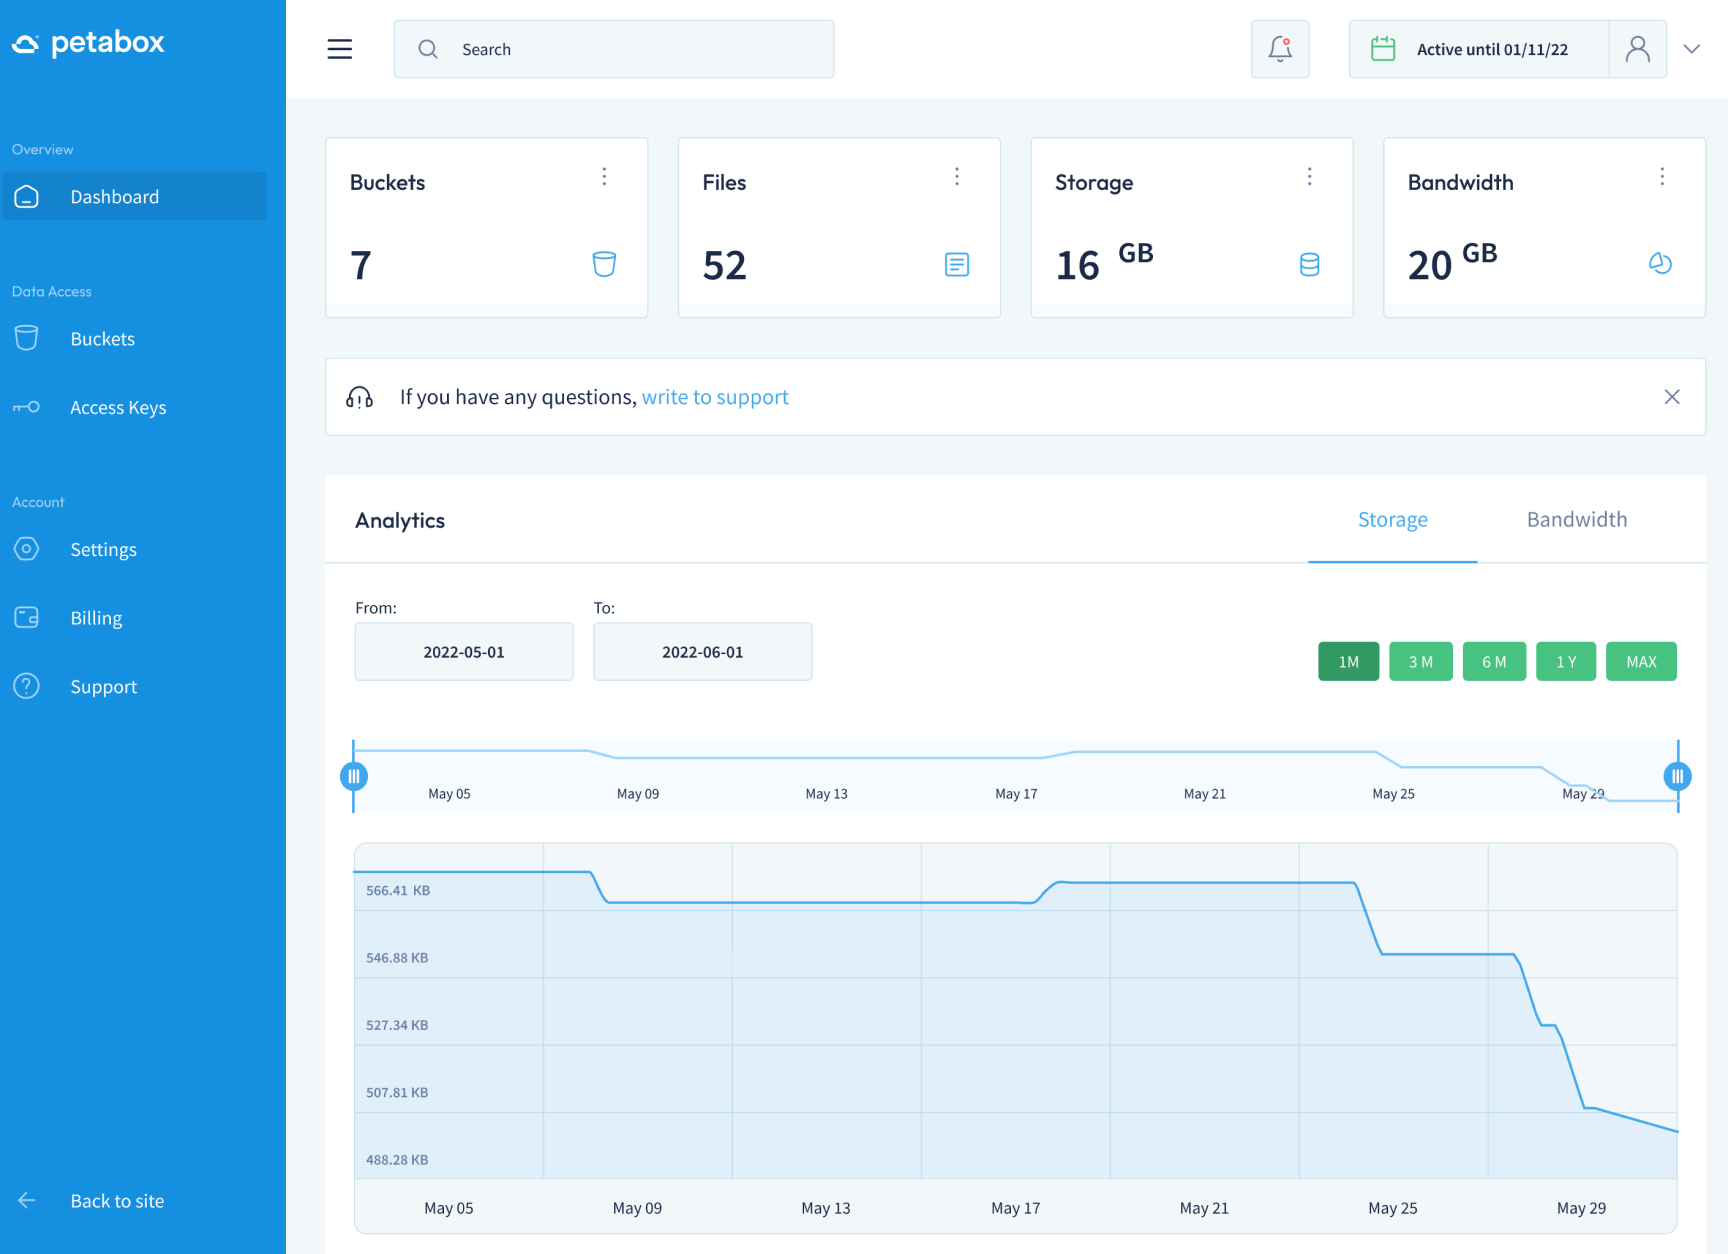 petabox
Search
Active until 01/11/22
Overview
Dashboard
Data Access
Buckets
Access Keys
Account
Settings
Billing
Support
Back to site
Buckets
7
Files
52
Storage
16 GB
Bandwidth
20 GB
If you have any questions, write to support
Analytics
Storage
Bandwidth
From:
To:
2022-05-01
2022-06-01
1M
3 M
6 M
1 Y
MAX
May 05
May 09
May 13
May 17
May 21
May 25
May 29
566.41 KB
546.88 KB
527.34 KB
507.81 KB
488.28 KB
May 05
May 09
May 13
May 17
May 21
May 25
May 29